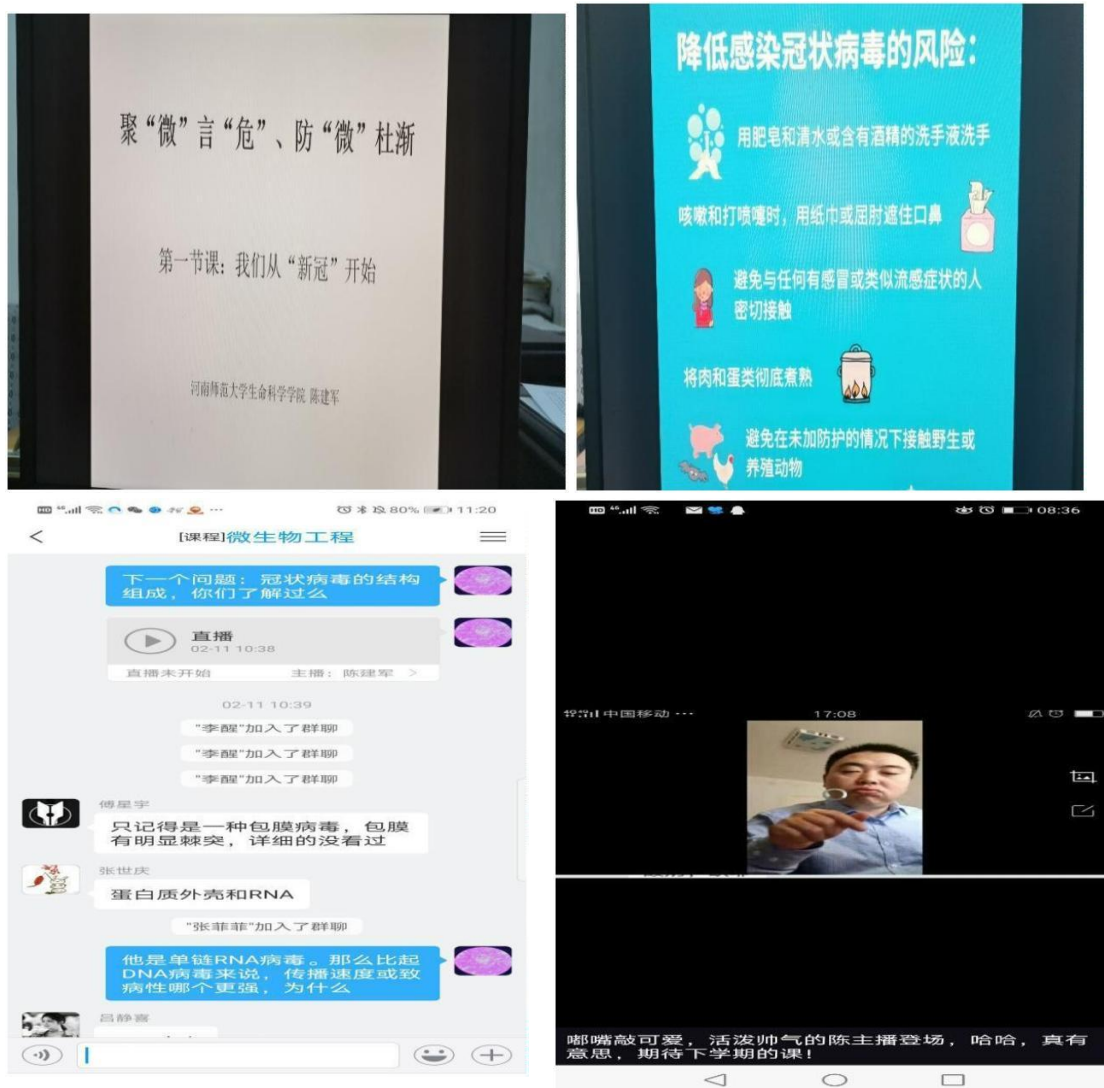 聚“微”言“危”、防“微”杜渐
第一节课：我们从“新冠”开始
河南师范大学生命科学学院 陈建军
降低感染冠状病毒的风险：
用肥皂和清水或含有酒精的洗手液洗手
咳嗽和打喷嚏时，用纸巾或屈肘遮住口鼻
避免与任何有感冒或类似流感症状的人
密切接触
将肉和蛋类彻底煮熟
避免在未加防护的情况下接触野生或
养殖动物
80% 11:20
[课程]微生物工程
下一个问题：冠状病毒的结构
组成，你们了解过么
直播
02-11 10:38
直播未开始 主播：陈建军 >
02-11 10:39
"李醒"加入了群聊
"李醒"加入了群聊
"李醒"加入了群聊
傅星宇
只记得是一种包膜病毒，包膜
有明显棘突，详细的没看过
张世庆
蛋白质外壳和RNA
"张菲菲"加入了群聊
他是单链RNA病毒。那么比起
DNA病毒来说，传播速度或致
病性哪个更强，为什么
吕静喜
08:36
中国移动 17:08
嘟嘴敲可爱，活泼帅气的陈主播登场，哈哈，真有
意思，期待下学期的课！